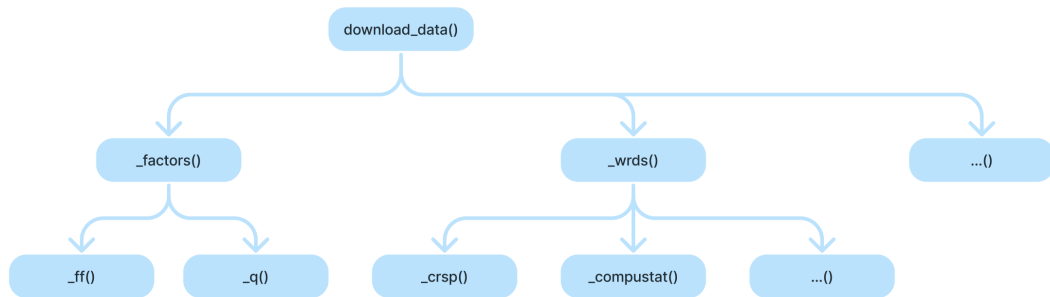 download_data()
_factors()
_wrds()
...()
_ff()
_q()
_crsp()
_compustat()
...()